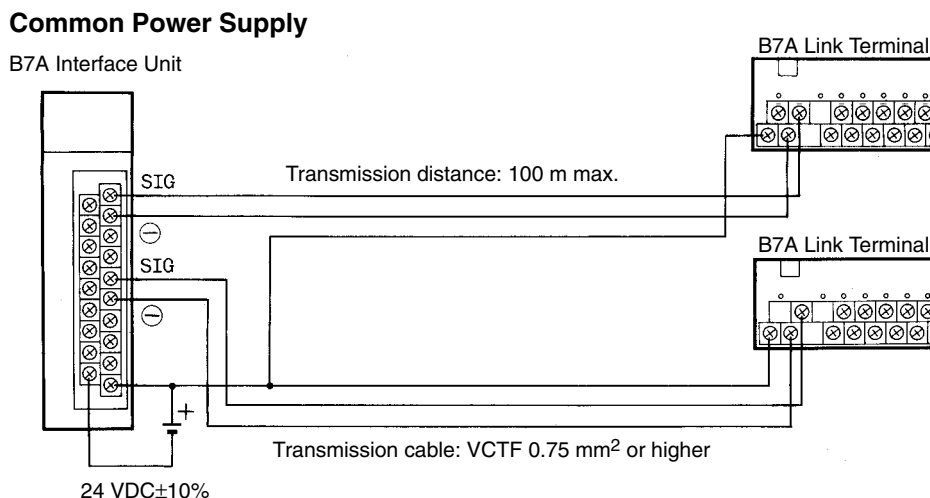 Common Power Supply
B7A Interface Unit
B7A Link Terminal
SIG
Transmission distance: 100 m max.
−
SIG
B7A Link Terminal
−
+
Transmission cable: VCTF 0.75 mm² or higher
24 VDC±10%